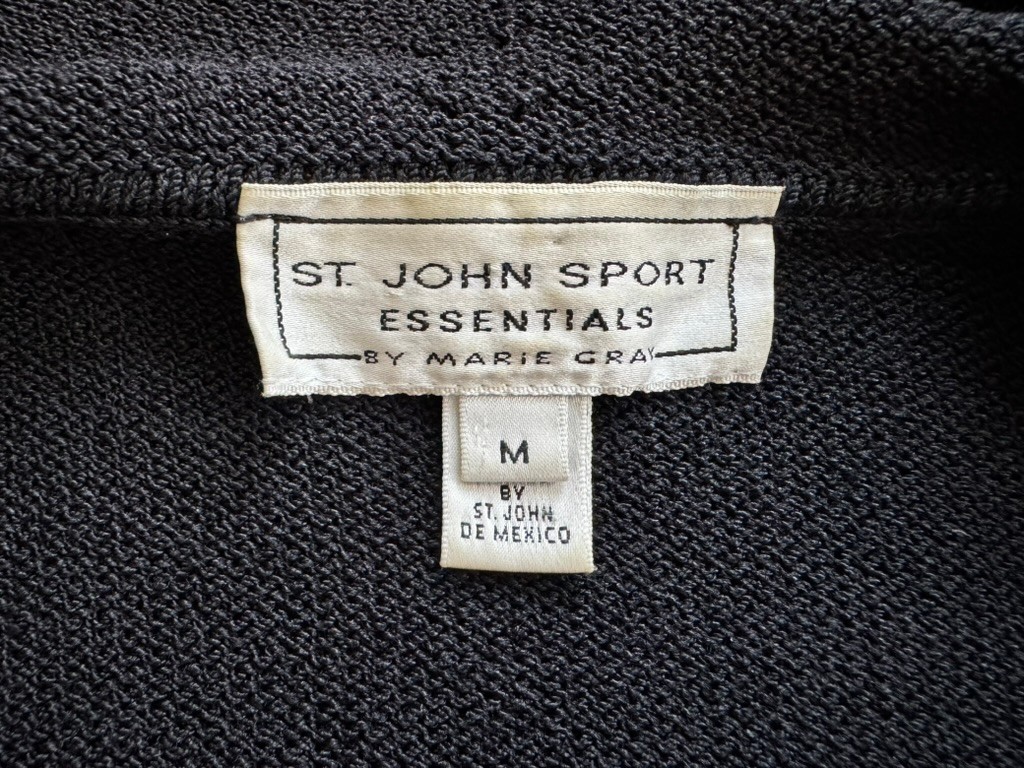 ST. JOHN SPORT
ESSENTIALS
BY MARIE GRAY
M
BY
ST. JOHN
DE MEXICO